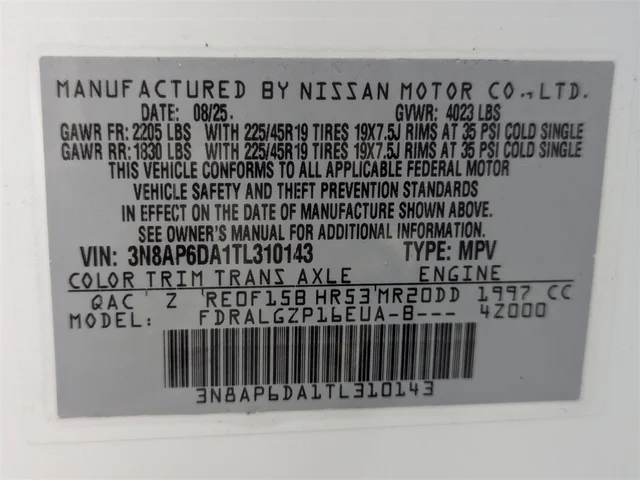 MANUFACTURED BY NISSAN MOTOR CO., LTD.
DATE: 08/25. GVWR: 4023 LBS
GAWR FR: 2205 LBS WITH 225/45R19 TIRES 19X7.5J RIMS AT 35 PSI COLD SINGLE
GAWR RR: 1830 LBS WITH 225/45R19 TIRES 19X7.5J RIMS AT 35 PSI COLD SINGLE
THIS VEHICLE CONFORMS TO ALL APPLICABLE FEDERAL MOTOR
VEHICLE SAFETY AND THEFT PREVENTION STANDARDS
IN EFFECT ON THE DATE OF MANUFACTURE SHOWN ABOVE.
SEE OWNER'S MANUAL FOR ADDITIONAL INFORMATION.
VIN: 3N8AP6DA1TL310143 TYPE: MPV
COLOR TRIM TRANS AXLE ENGINE
QAC Z RE0F15B HR53 MR20DD 1997 CC
MODEL: FDRALGZP16EUA-B--- 4Z000
3N8AP6DA1TL310143